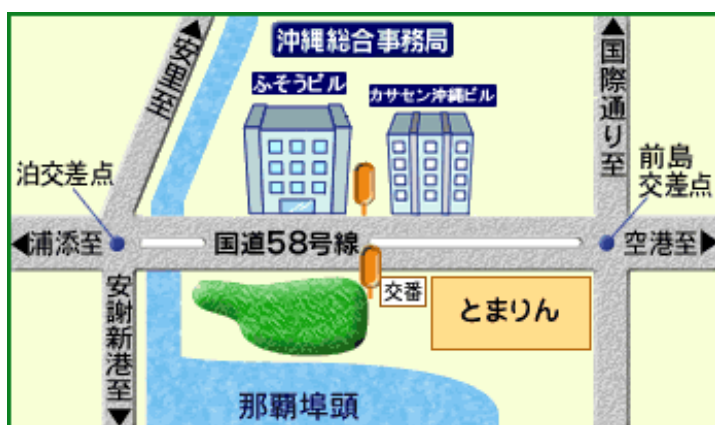 沖縄総合事務局
ふそうビル
カサセン沖縄ビル
▲安里至
▲国際通り至
泊交差点
前島
交差点
◀浦添至
国道58号線
空港至▶
交番
とまりん
安謝新港至▼
那覇埠頭